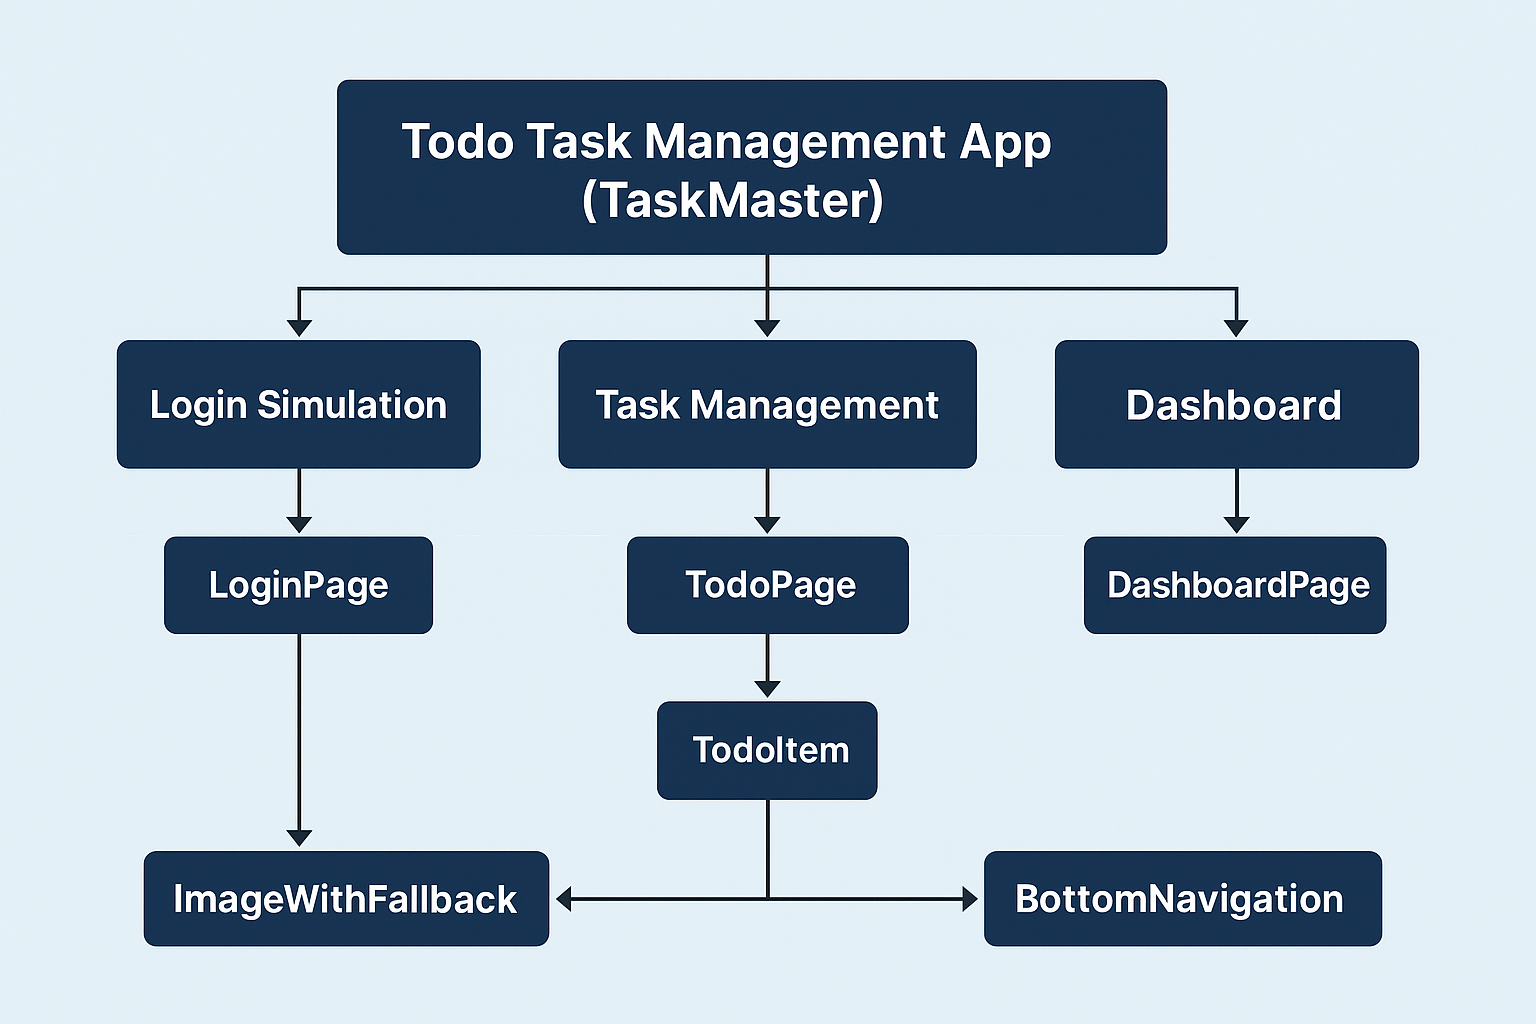 Todo Task Management App
(TaskMaster)
Login Simulation
Task Management
Dashboard
LoginPage
TodoPage
DashboardPage
TodoItem
ImageWithFallback
BottomNavigation